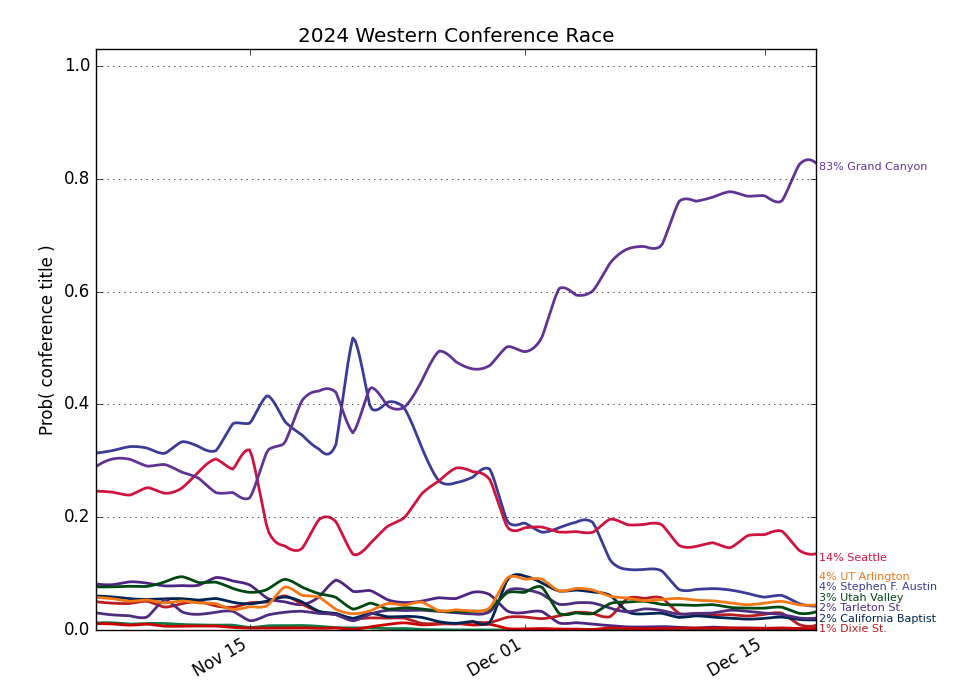 2024 Western Conference Race
Prob( conference title )
1.0
0.8
0.6
0.4
0.2
0.0
Nov 15
Dec 01
Dec 15
83% Grand Canyon
14% Seattle
4% UT Arlington
4% Stephen F. Austin
3% Utah Valley
2% Tarleton St.
2% California Baptist
1% Dixie St.